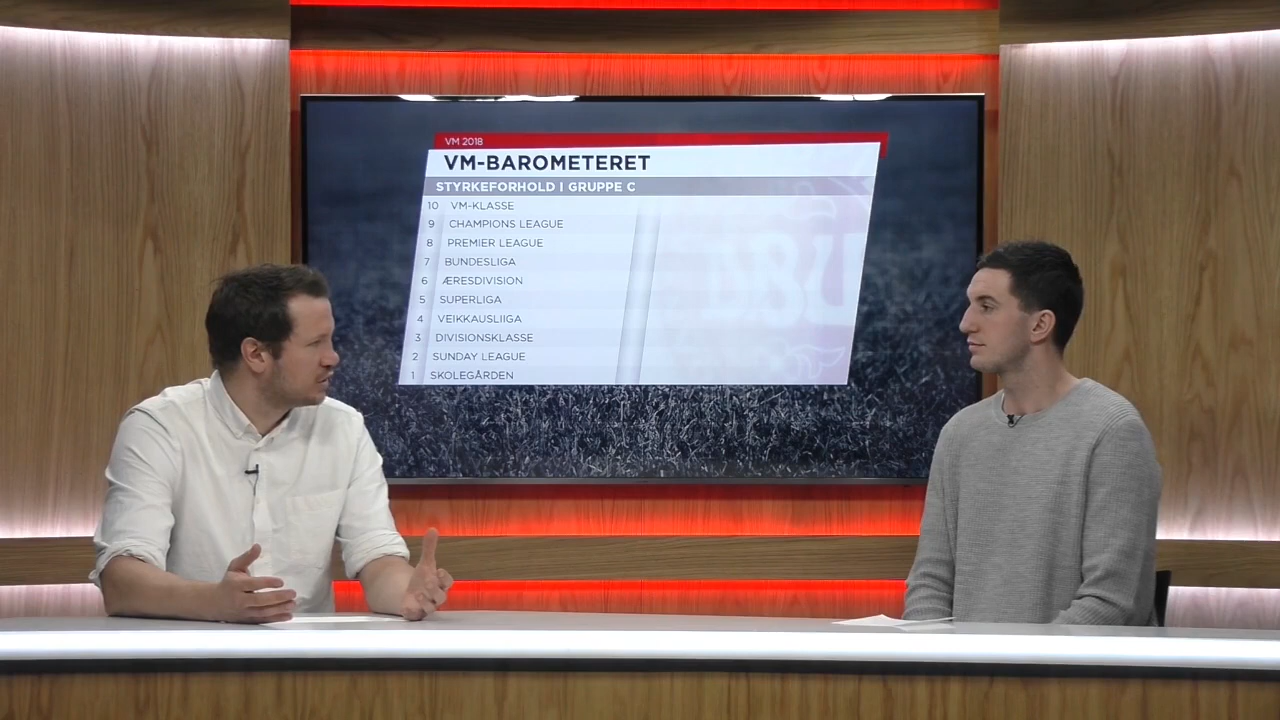 VM 2018
VM-BAROMETERET
STYRKEFORHOLD I GRUPPE C
10 VM-KLASSE
9 CHAMPIONS LEAGUE
8 PREMIER LEAGUE
7 BUNDESLIGA
6 ÆRESDIVISION
5 SUPERLIGA
4 VEIKKAUSLIIGA
3 DIVISIONSKLASSE
2 SUNDAY LEAGUE
1 SKOLEGÅRDEN